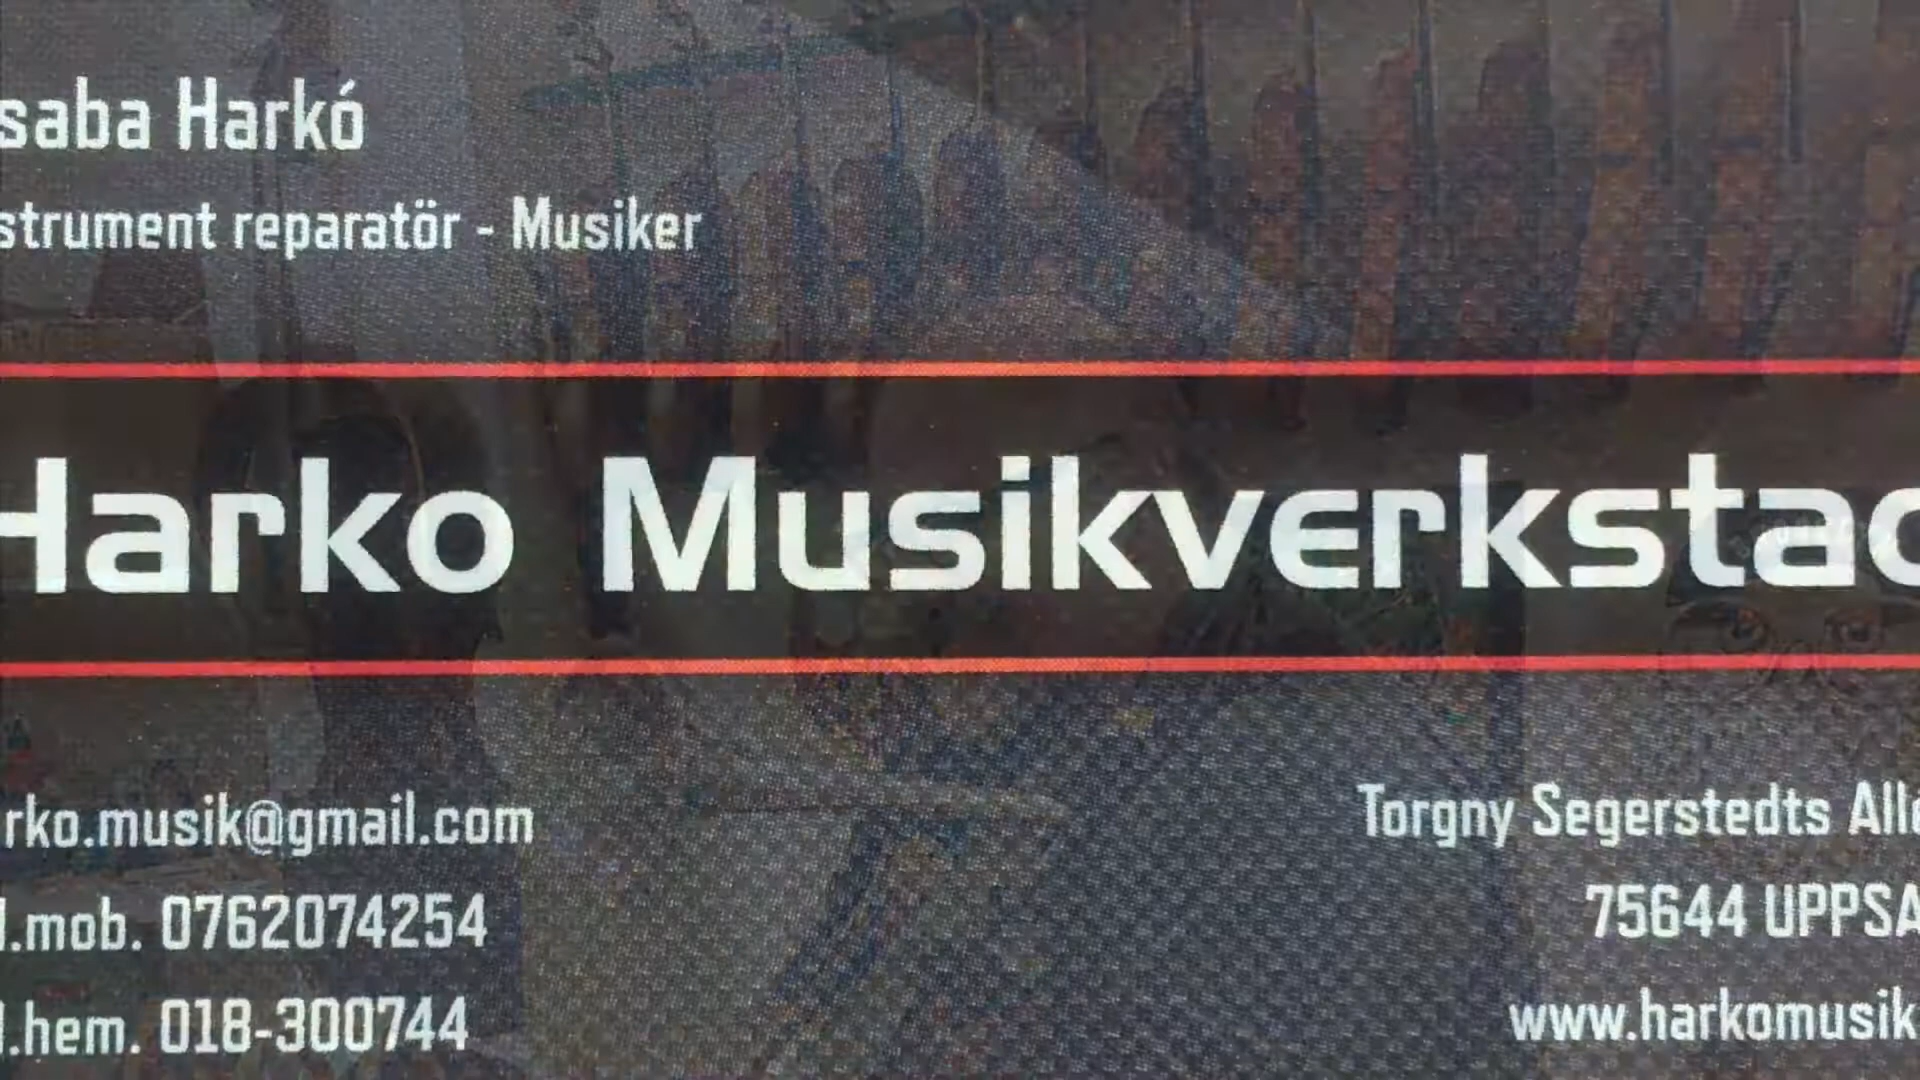 saba Harkó
strument reparatör - Musiker
Harko Musikverkstad
rko.musik@gmail.com
l.mob. 0762074254
l.hem. 018-300744
Torgny Segerstedts Allé
75644 UPPSA
www.harkomusik